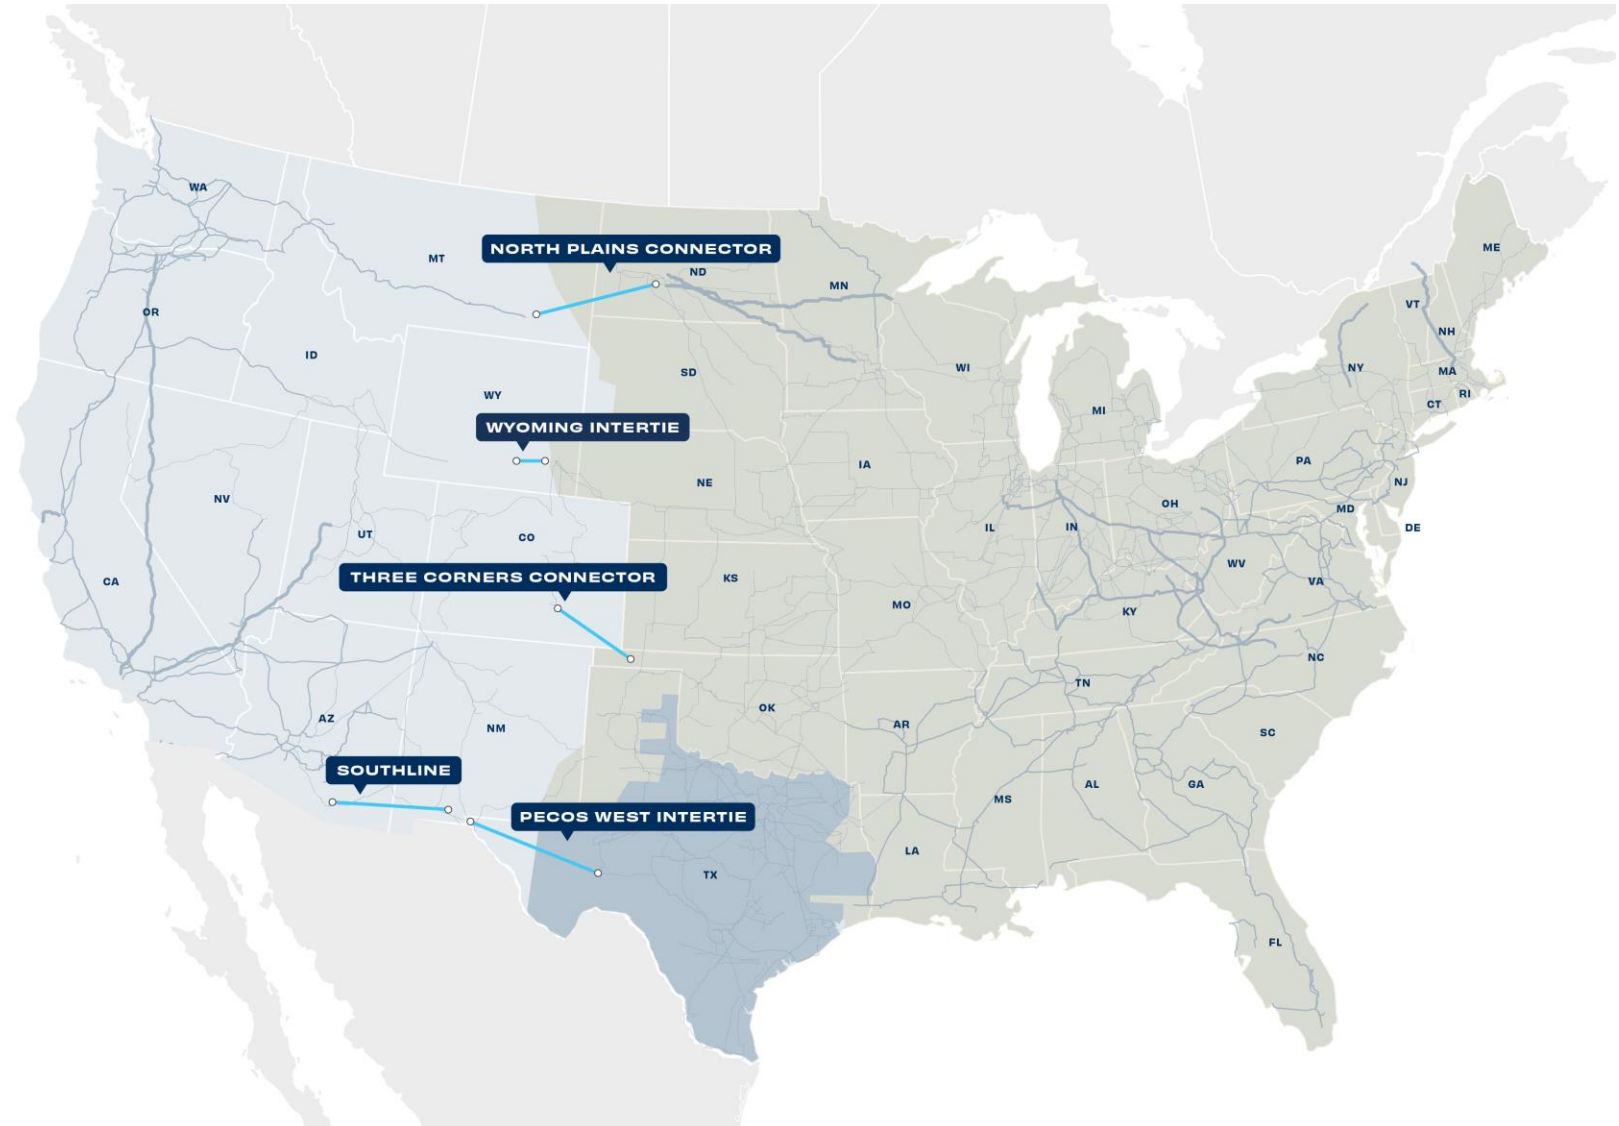 WA
ME
NORTH PLAINS CONNECTOR
MT
ND
MN
VT
OR
NH
ID
WI
NY
SD
MA
RI
WY
CT
MI
WYOMING INTERTIE
IA
PA
NE
NJ
NV
OH
MD
IL
IN
DE
UT
CO
WV
THREE CORNERS CONNECTOR
KS
CA
VA
MO
KY
NC
TN
OK
AZ
AR
NM
SC
SOUTHLINE
AL
GA
MS
PECOS WEST INTERTIE
LA
TX
FL